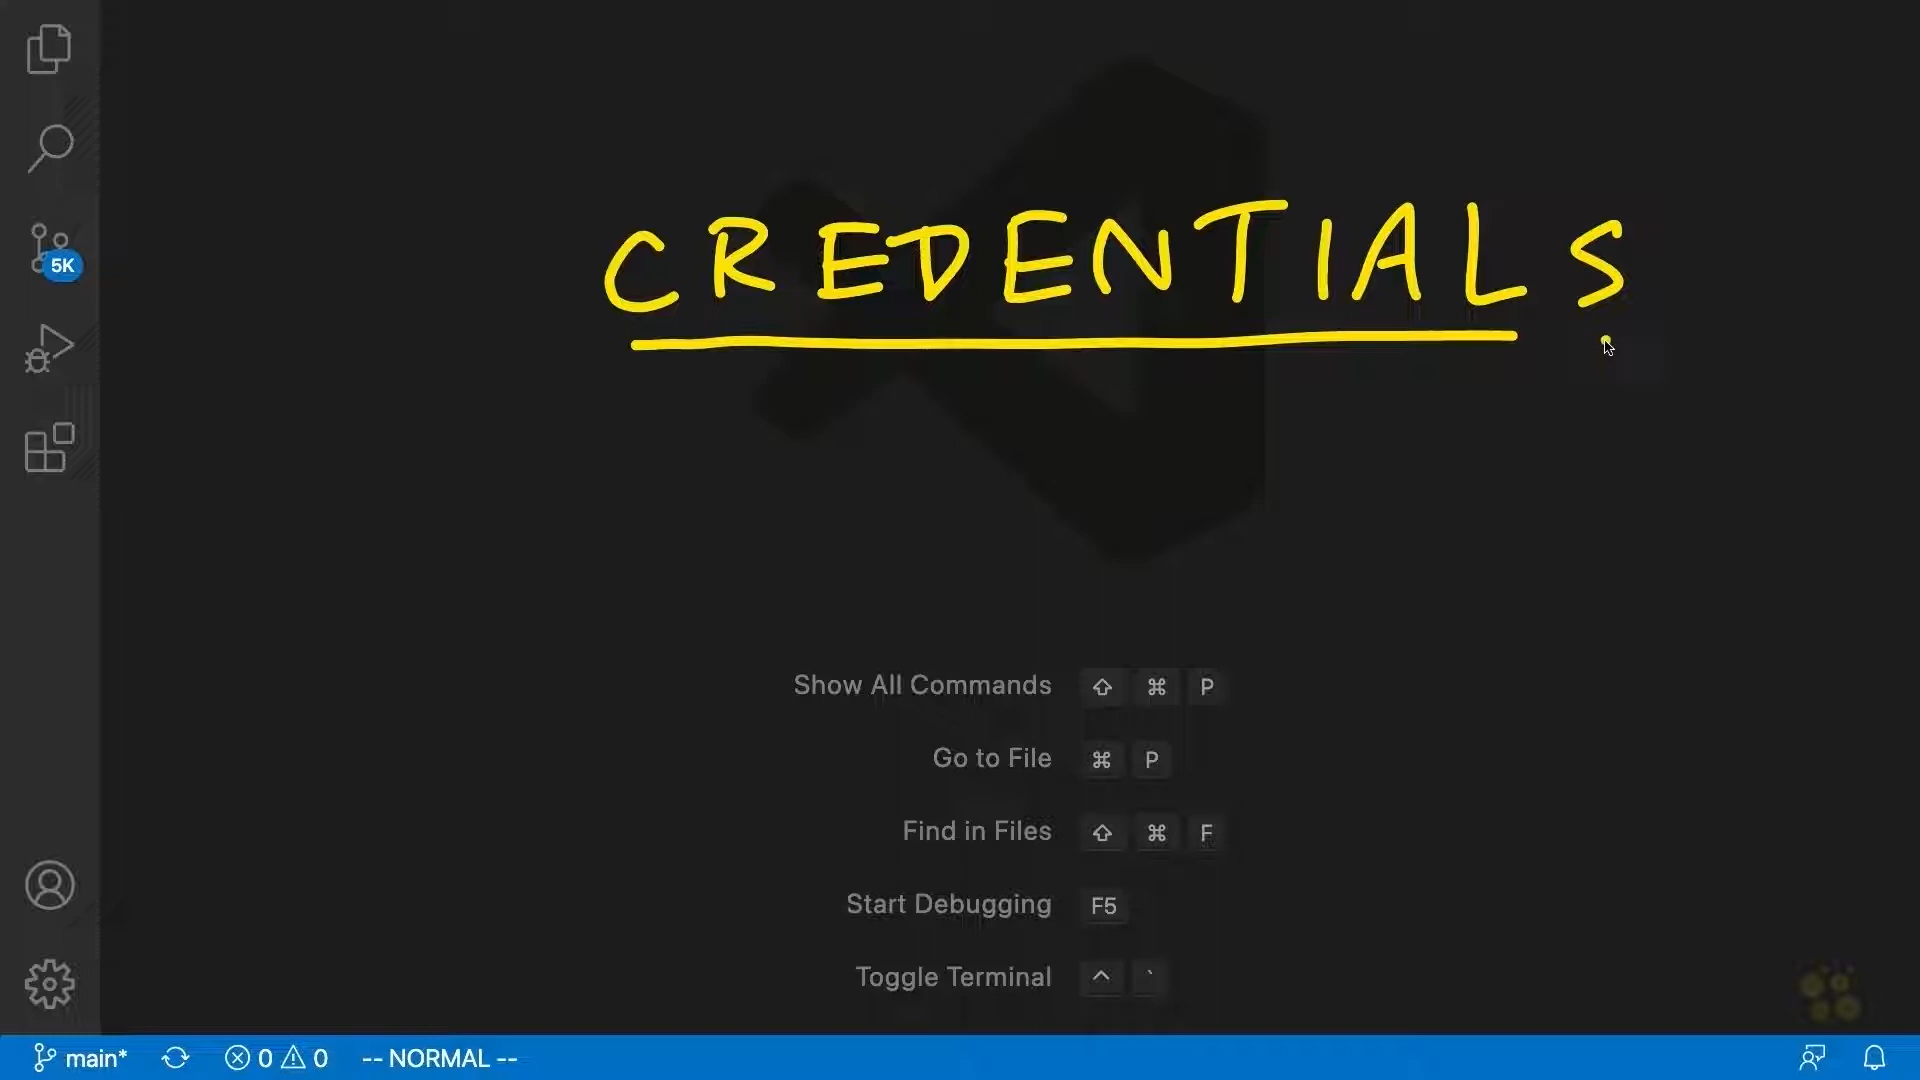 CREDENTIALS
5K
Show All Commands ⇧ ⌘ P
Go to File ⌘ P
Find in Files ⇧ ⌘ F
Start Debugging F5
Toggle Terminal ^ `
main* 0 0 -- NORMAL --